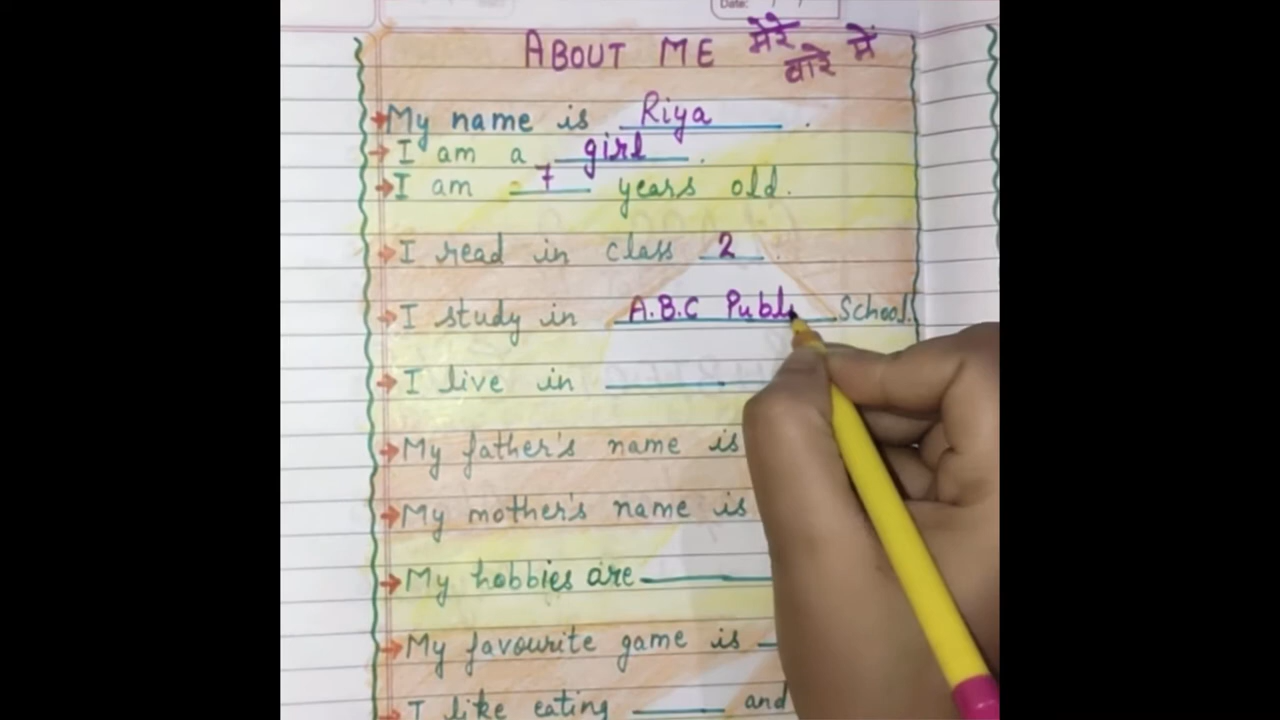 Date: / /
ABOUT ME मेरे बारे में
My name is Riya .
I am a girl .
I am 7 years old.
I read in class 2 .
I study in A.B.C Publi School.
I live in
My father's name is
My mother's name is
My hobbies are
My favourite game is
I like eating and